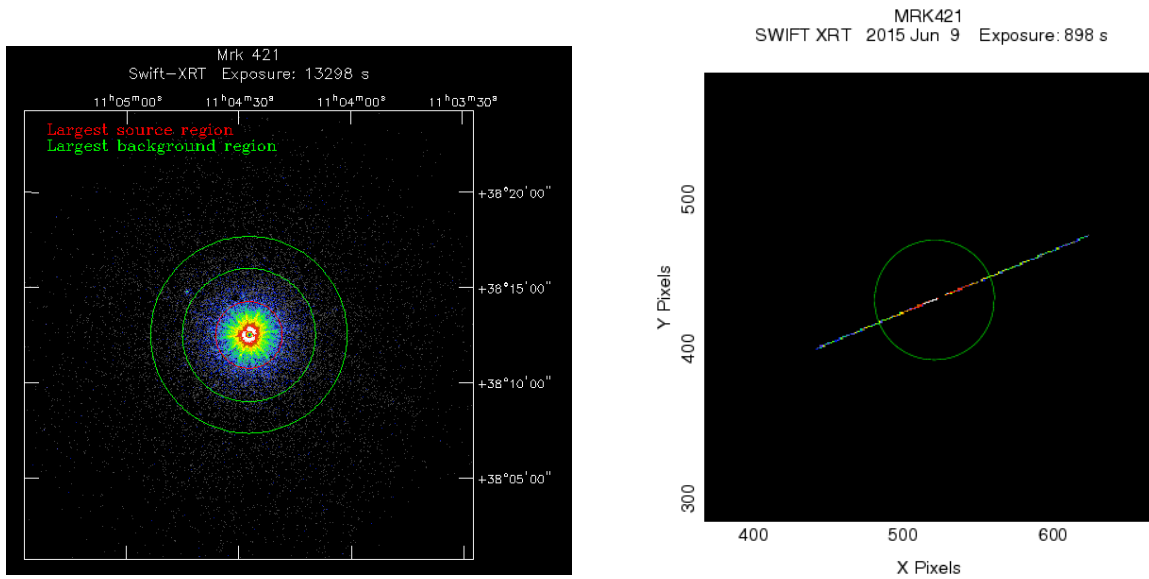 Mrk 421
Swift-XRT Exposure: 13298 s
11ʰ05ᵐ00ˢ 11ʰ04ᵐ30ˢ 11ʰ04ᵐ00ˢ 11ʰ03ᵐ30ˢ
Largest source region
Largest background region
+38°20'00"
+38°15'00"
+38°10'00"
+38°05'00"
MRK421
SWIFT XRT 2015 Jun 9 Exposure: 898 s
Y Pixels
500
400
300
400 500 600
X Pixels